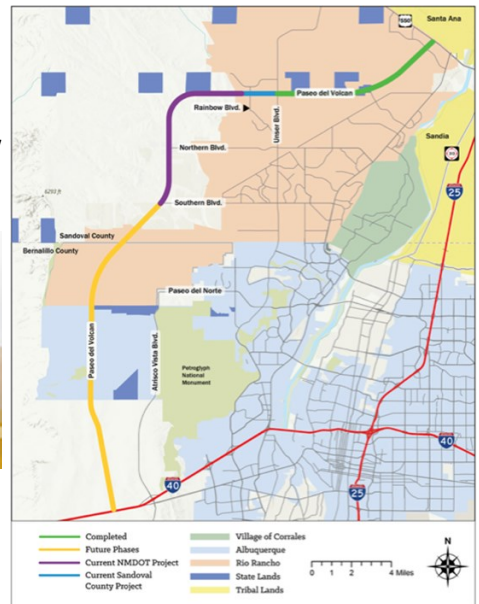 550
Santa Ana
Paseo del Volcan
Rainbow Blvd.
Unser Blvd.
Sandia
Northern Blvd.
25
Southern Blvd.
Sandoval County
Bernalillo County
Paseo del Norte
Paseo del Volcan
Atrisco Vista Blvd.
Petroglyph
National
Monument
40
40
25
Completed
Future Phases
Current NMDOT Project
Current Sandoval
County Project
Village of Corrales
Albuquerque
Rio Rancho
State Lands
Tribal Lands
0 1 2 4 Miles
N